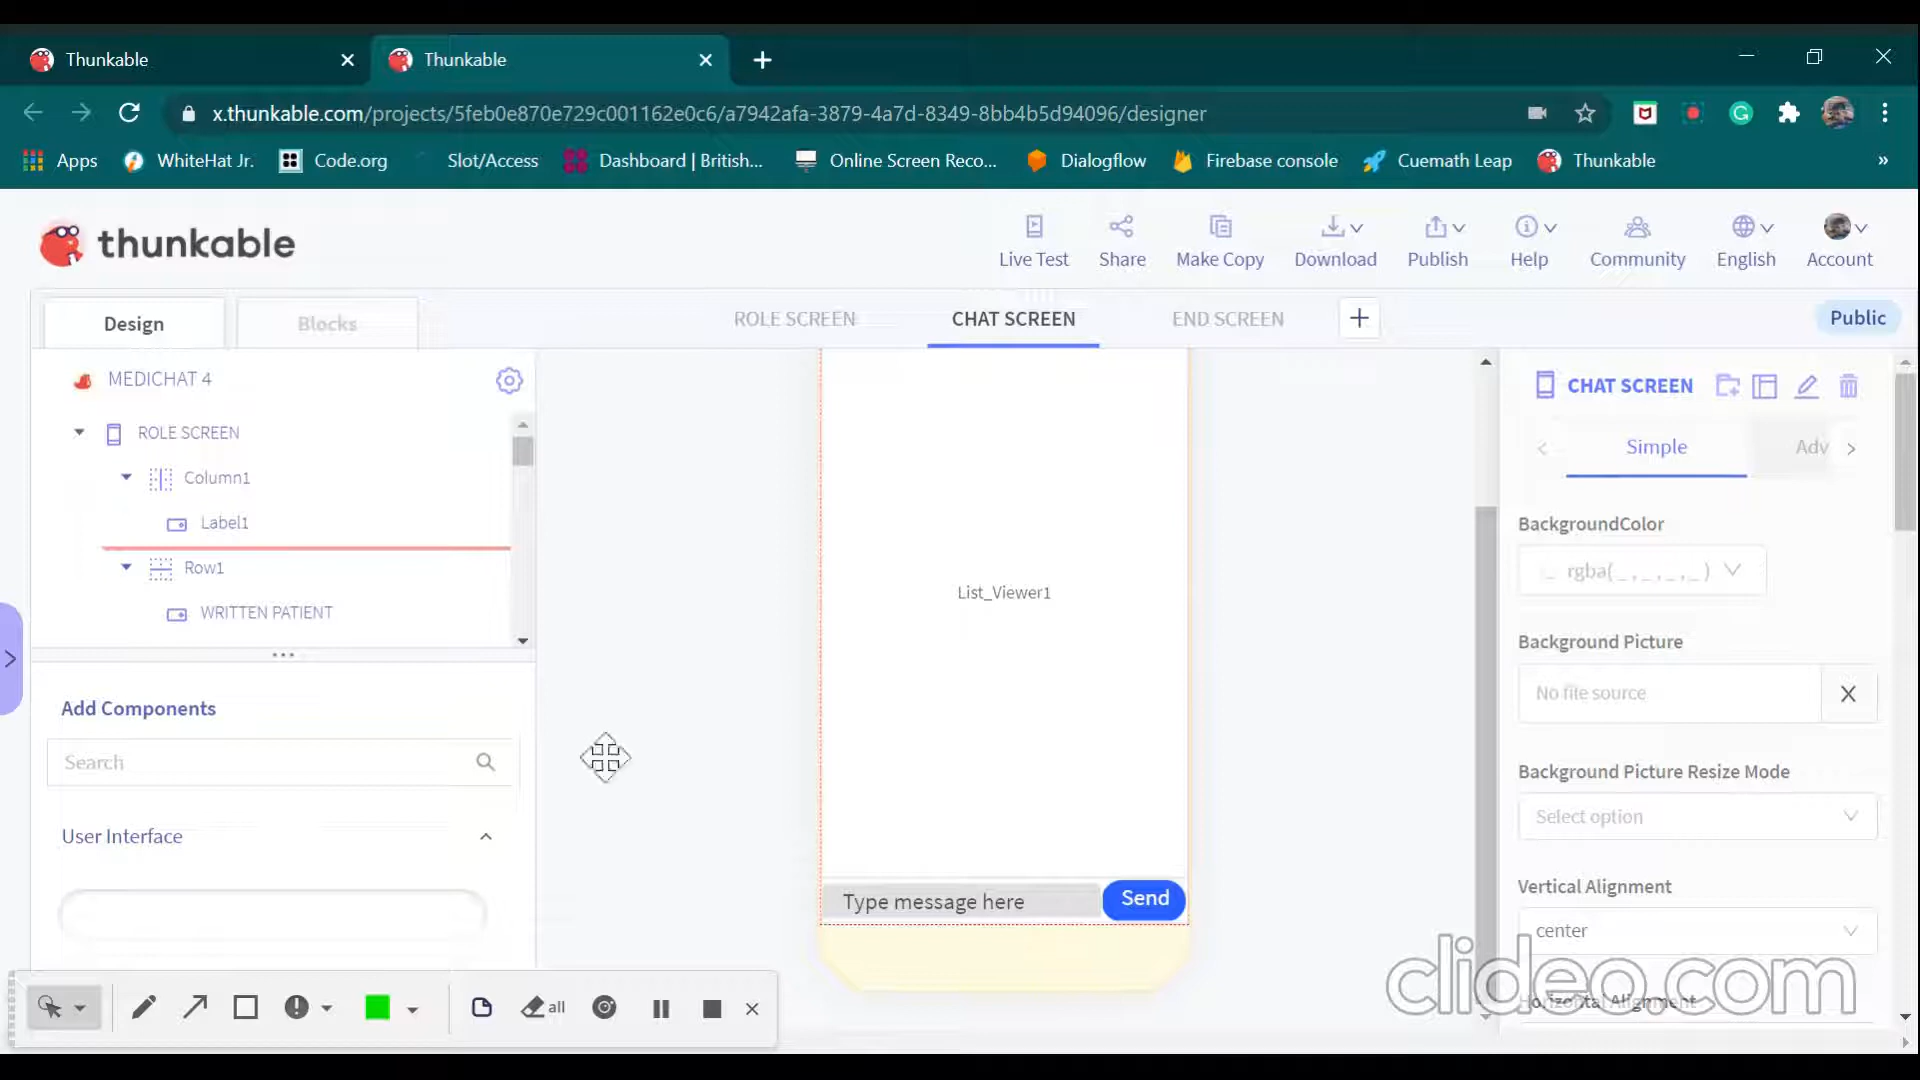 Thunkable
Thunkable
x.thunkable.com/projects/5feb0e870e729c001162e0c6/a7942afa-3879-4a7d-8349-8bb4b5d94096/designer
Apps WhiteHat Jr. Code.org Slot/Access Dashboard | British... Online Screen Reco... Dialogflow Firebase console Cuemath Leap Thunkable »
thunkable
Live Test Share Make Copy Download Publish Help Community English Account
Design Blocks ROLE SCREEN CHAT SCREEN END SCREEN + Public
MEDICHAT 4
ROLE SCREEN
Column1
Label1
Row1
WRITTEN PATIENT
Add Components
Search
User Interface
List_Viewer1
Type message here Send
CHAT SCREEN
Simple Adv
BackgroundColor
rgba(_,_,_,_)
Background Picture
No file source X
Background Picture Resize Mode
Select option
Vertical Alignment
center
Horizontal Alignment
clideo.com
all